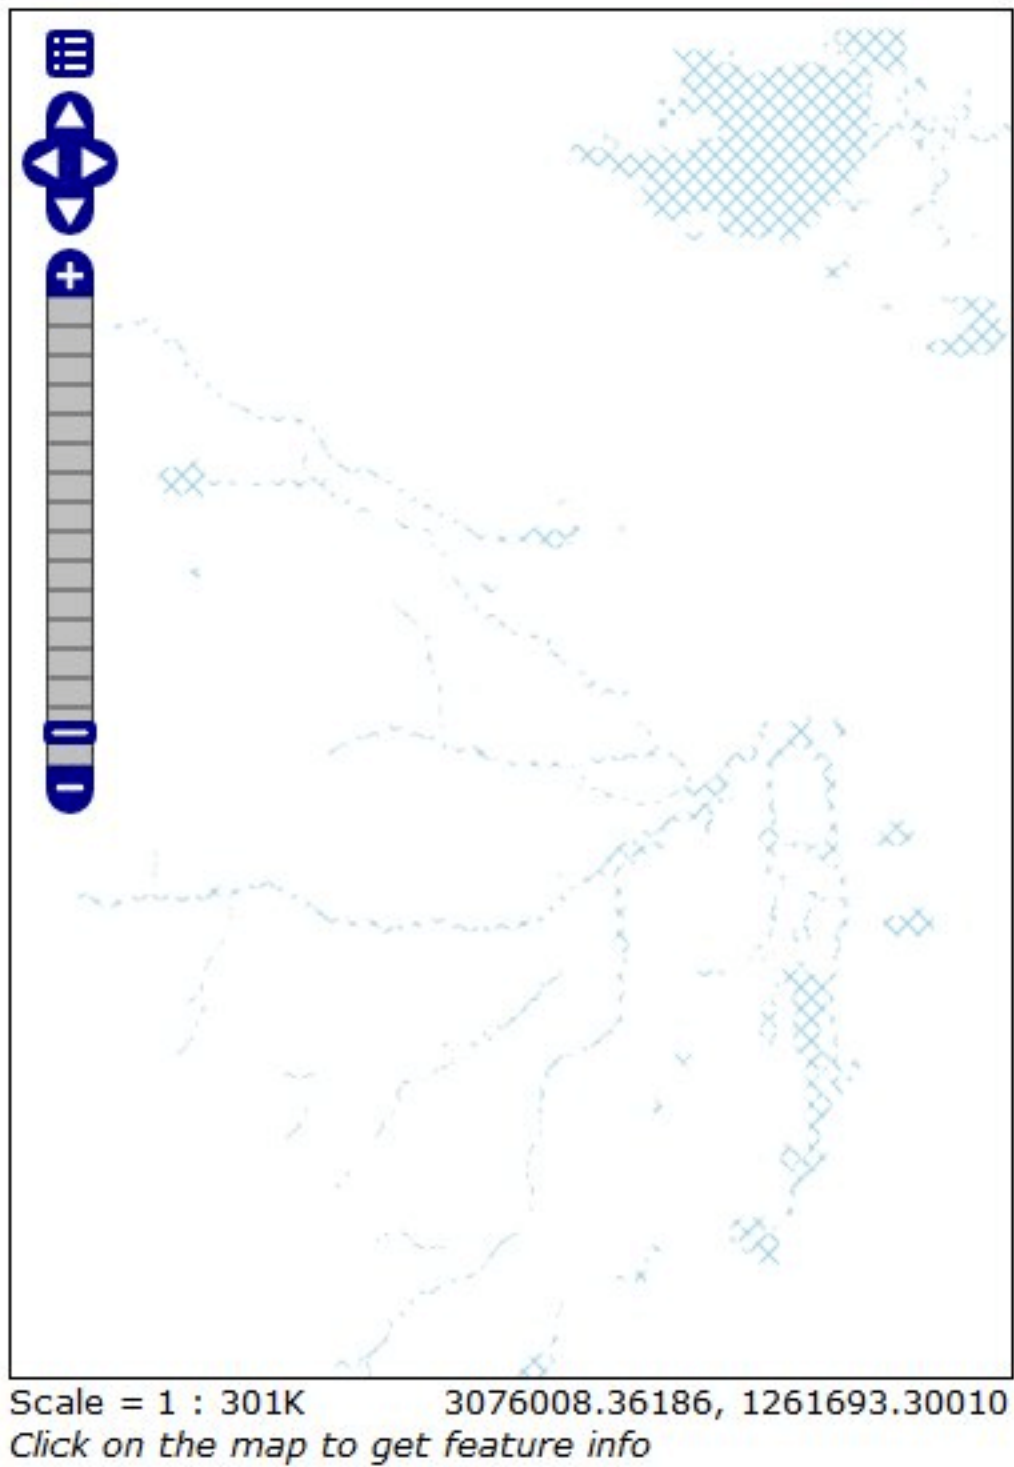 Scale = 1 : 301K 3076008.36186, 1261693.30010
Click on the map to get feature info